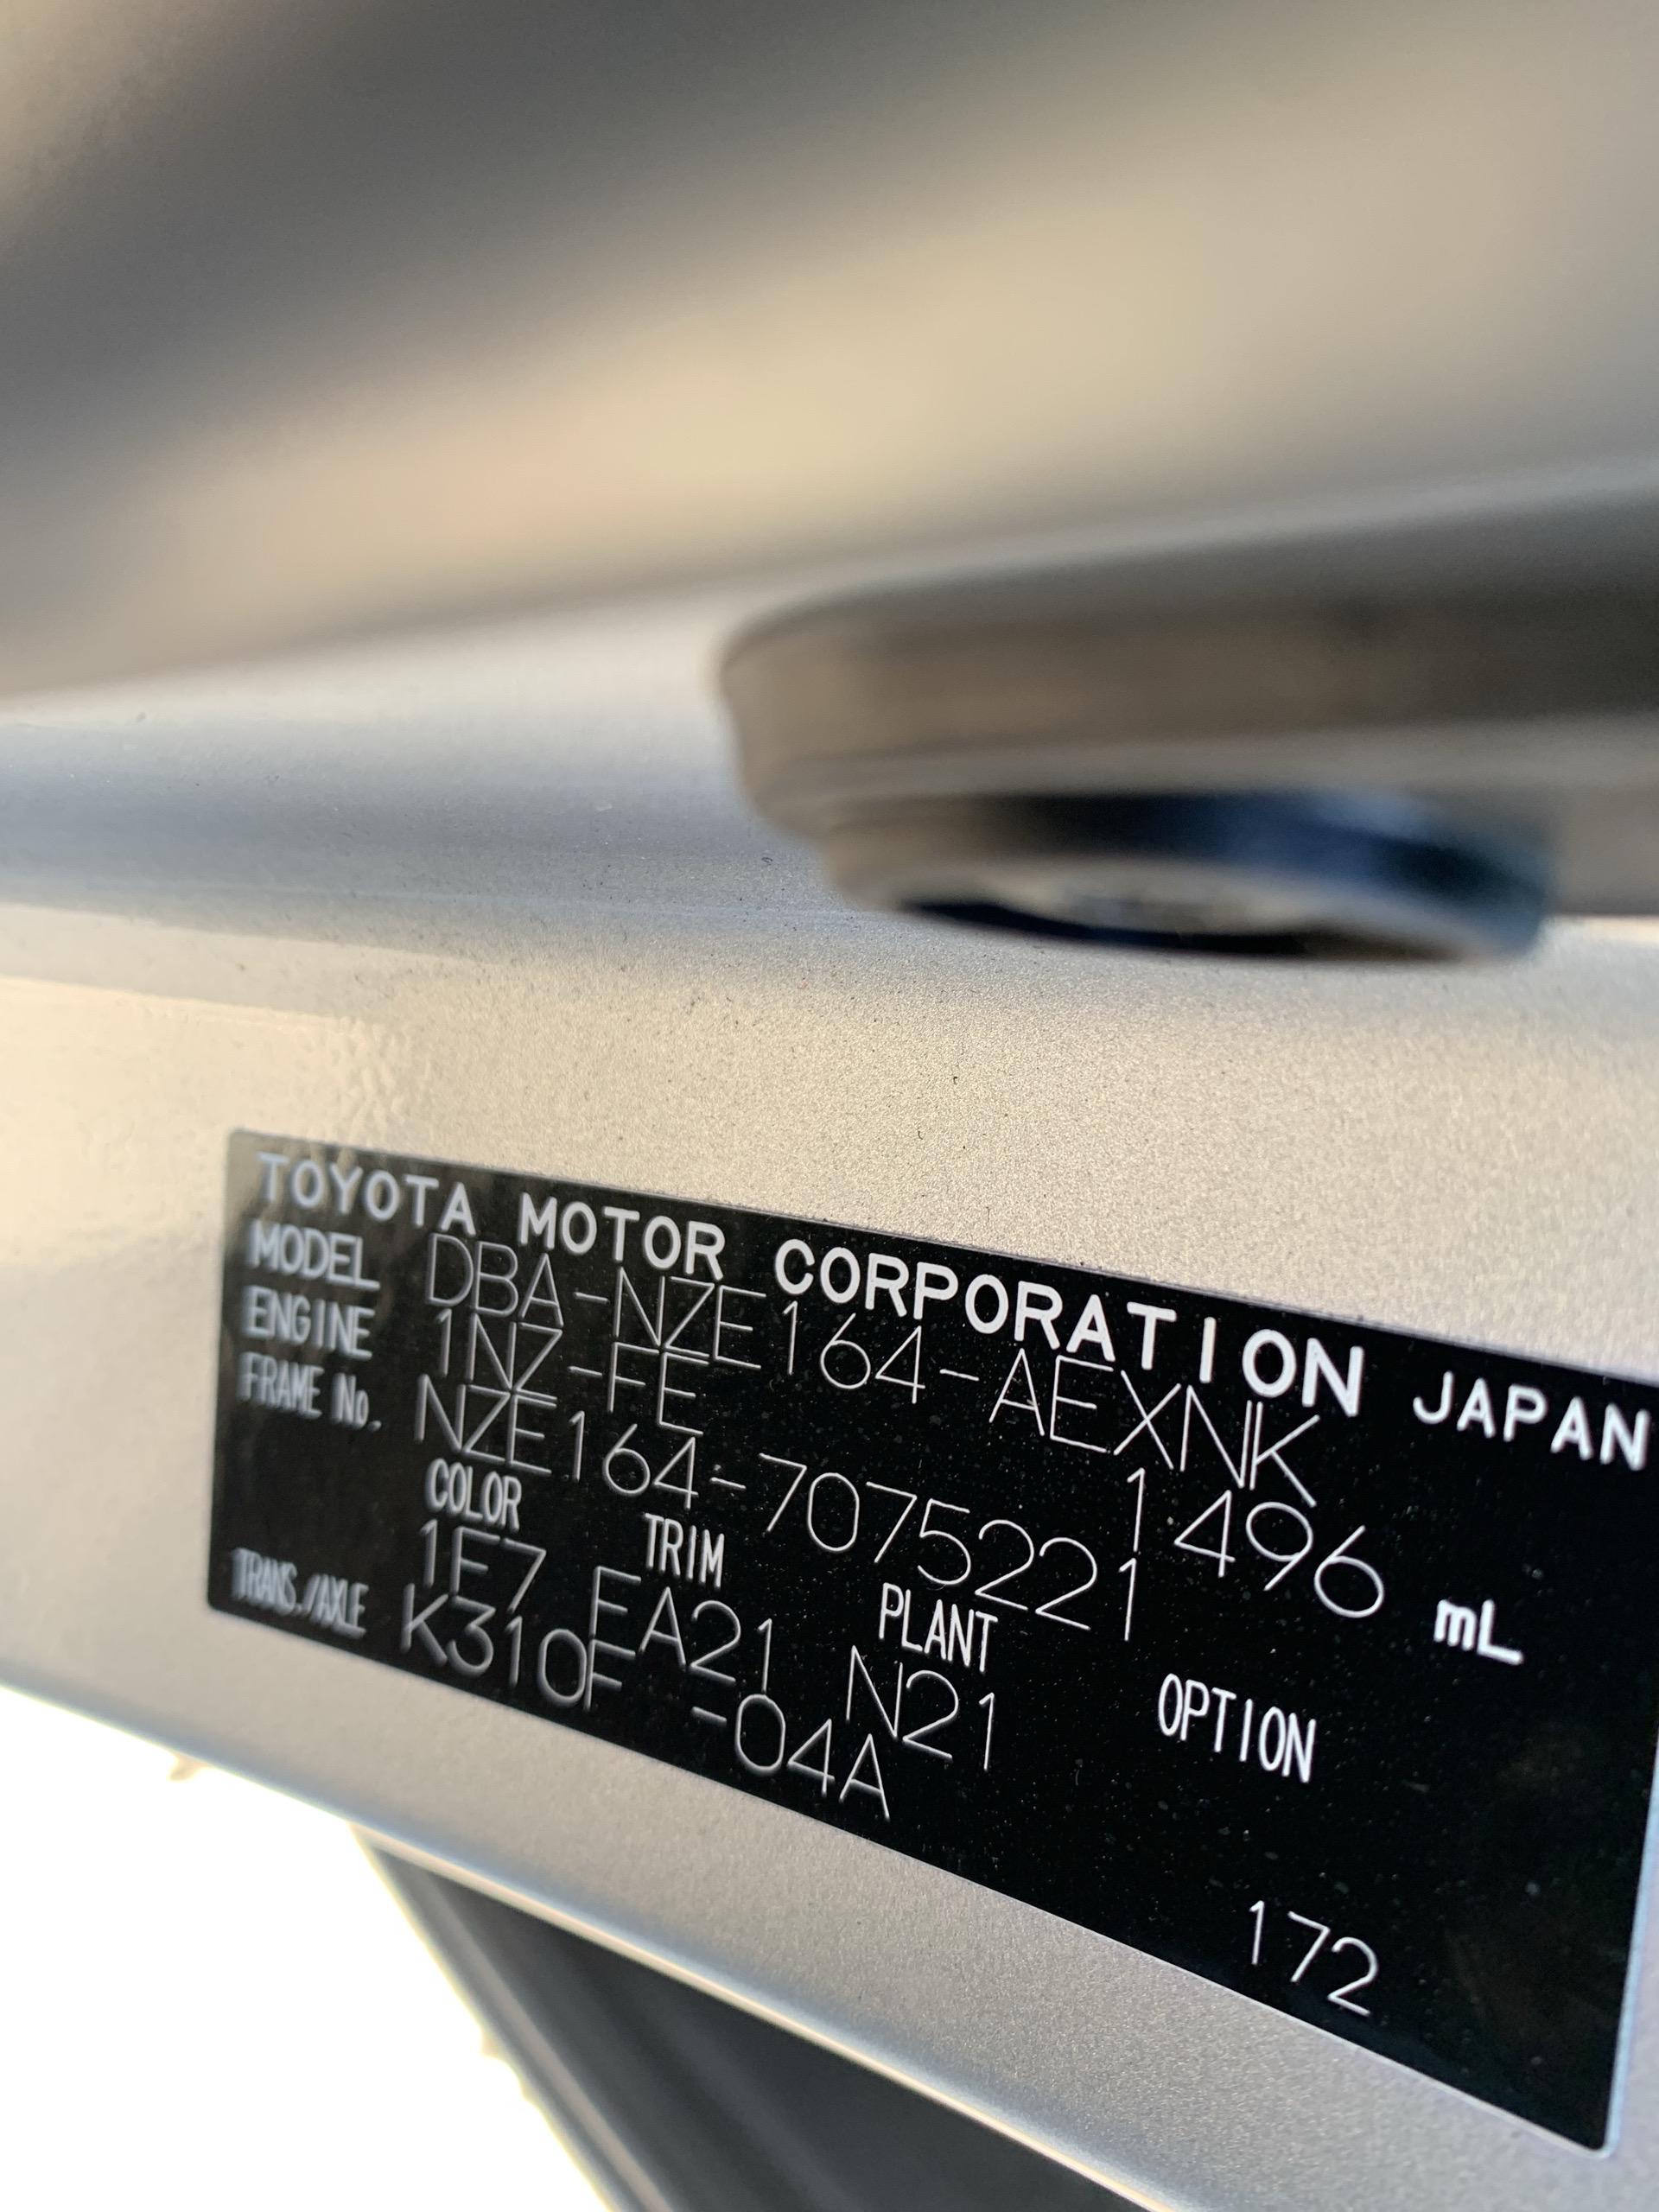 TOYOTA MOTOR CORPORATION JAPAN
MODEL DBA-NZE164-AEXNK
ENGINE 1NZ-FE 1496 mL
FRAME No. NZE164-7075221
COLOR TRIM PLANT OPTION
1E7 EA21 N21
TRANS./AXLE K310F -04A
172